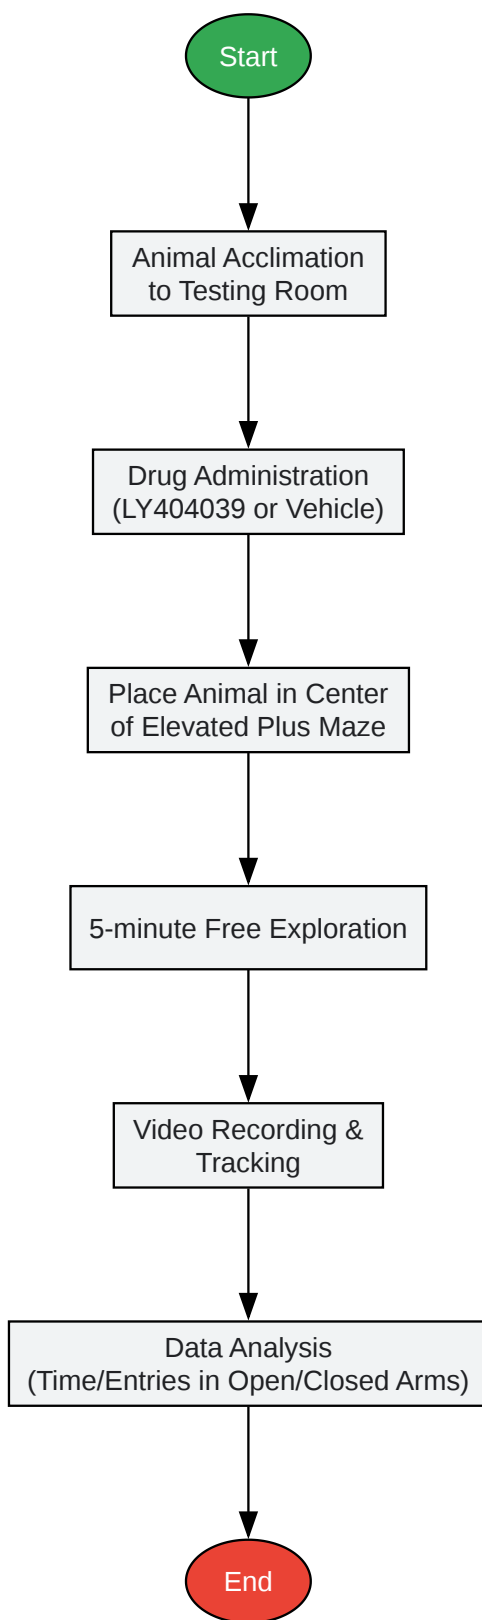 Start
Animal Acclimation
to Testing Room
Drug Administration
(LY404039 or Vehicle)
Place Animal in Center
of Elevated Plus Maze
5-minute Free Exploration
Video Recording &
Tracking
Data Analysis
(Time/Entries in Open/Closed Arms)
End